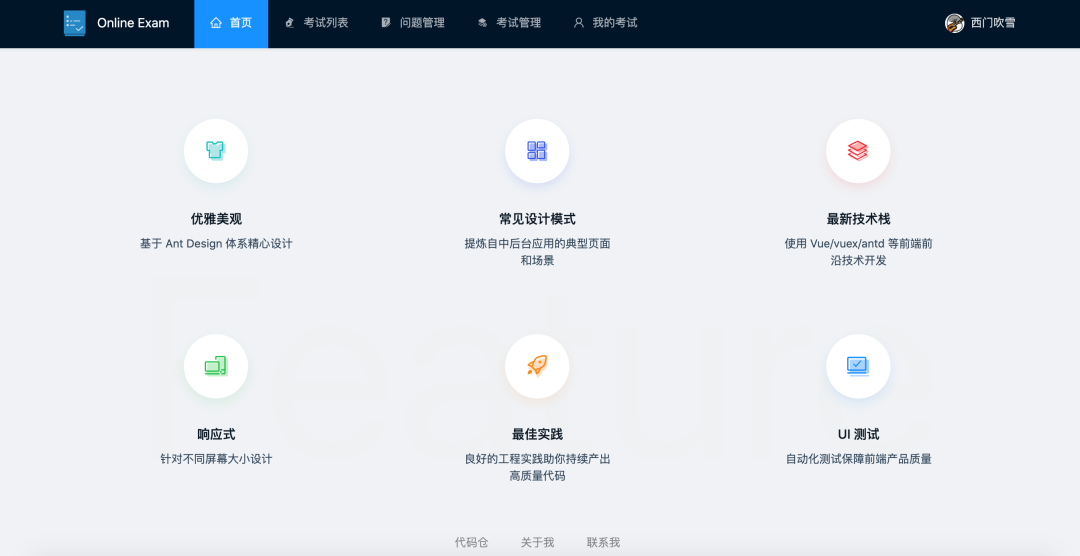 Online Exam
首页
考试列表
问题管理
考试管理
我的考试
西门吹雪
优雅美观
基于 Ant Design 体系精心设计
常见设计模式
提炼自中后台应用的典型页面
和场景
最新技术栈
使用 Vue/vuex/antd 等前端前
沿技术开发
Feature
响应式
针对不同屏幕大小设计
最佳实践
良好的工程实践助你持续产出
高质量代码
UI 测试
自动化测试保障前端产品质量
代码仓
关于我
联系我